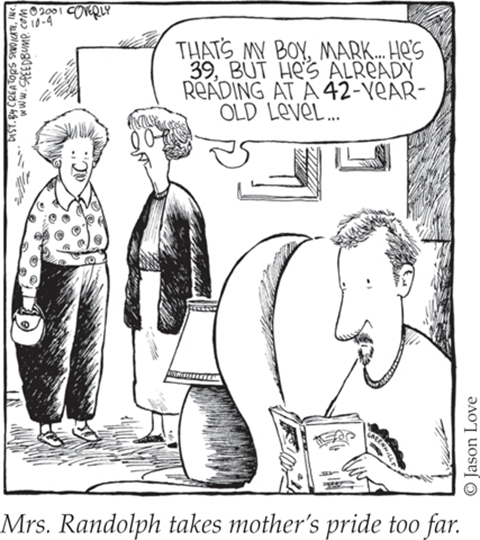 ©2001 COVERLY
10-4
DIST. BY CREATORS SYNDICATE, INC.
WWW.SPEEDBUMP.COM
THAT'S MY BOY, MARK... HE'S
39, BUT HE'S ALREADY
READING AT A 42-YEAR-
OLD LEVEL...
© Jason Love
Mrs. Randolph takes mother's pride too far.